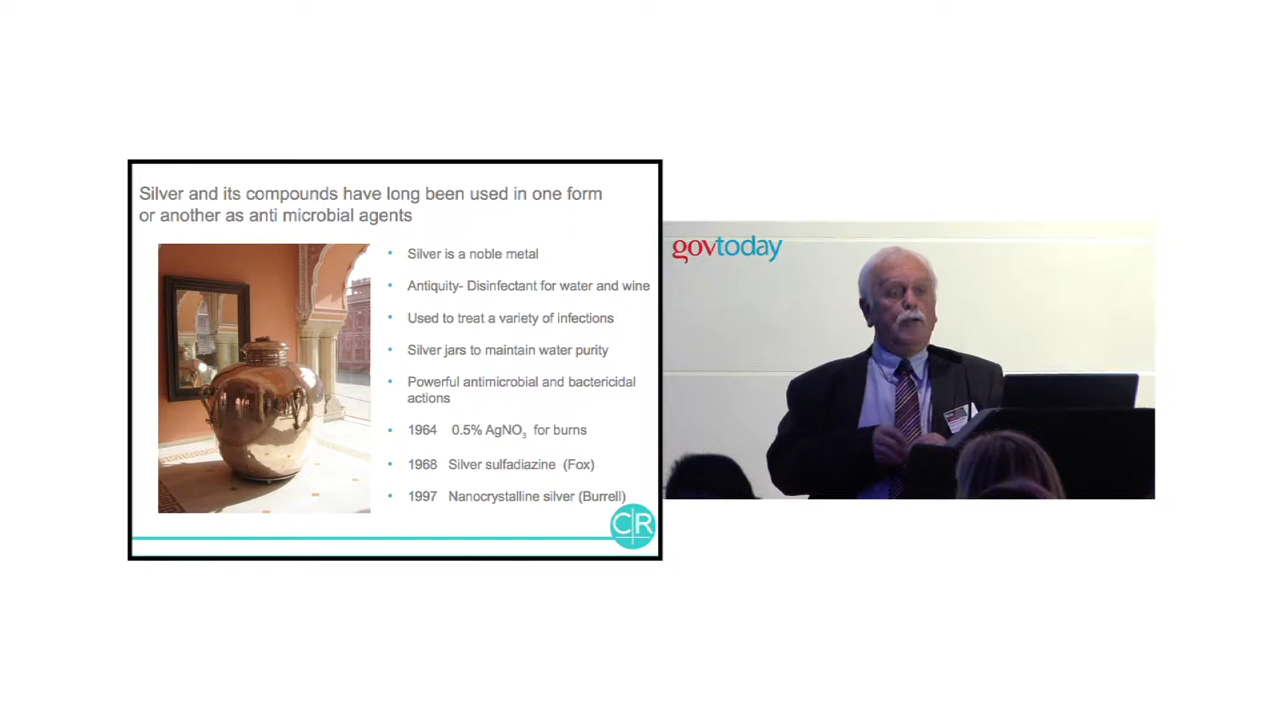 Silver and its compounds have long been used in one form
or another as anti microbial agents
• Silver is a noble metal
• Antiquity- Disinfectant for water and wine
• Used to treat a variety of infections
• Silver jars to maintain water purity
• Powerful antimicrobial and bactericidal
actions
• 1964 0.5% AgNO₃ for burns
• 1968 Silver sulfadiazine (Fox)
• 1997 Nanocrystalline silver (Burrell)
CR
govtoday